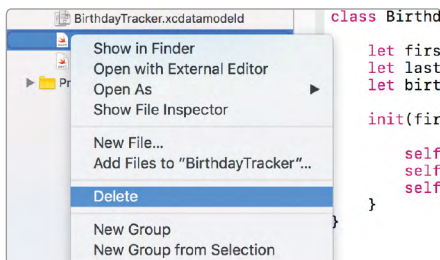 BirthdayTracker.xcdatamodeld
class Birthd
let firs
Show in Finder
let last
Open with External Editor
let birt
Pr
Open As
Show File Inspector
init(fir
New File...
self
Add Files to "BirthdayTracker"...
self
Delete
self
}
New Group
}
New Group from Selection